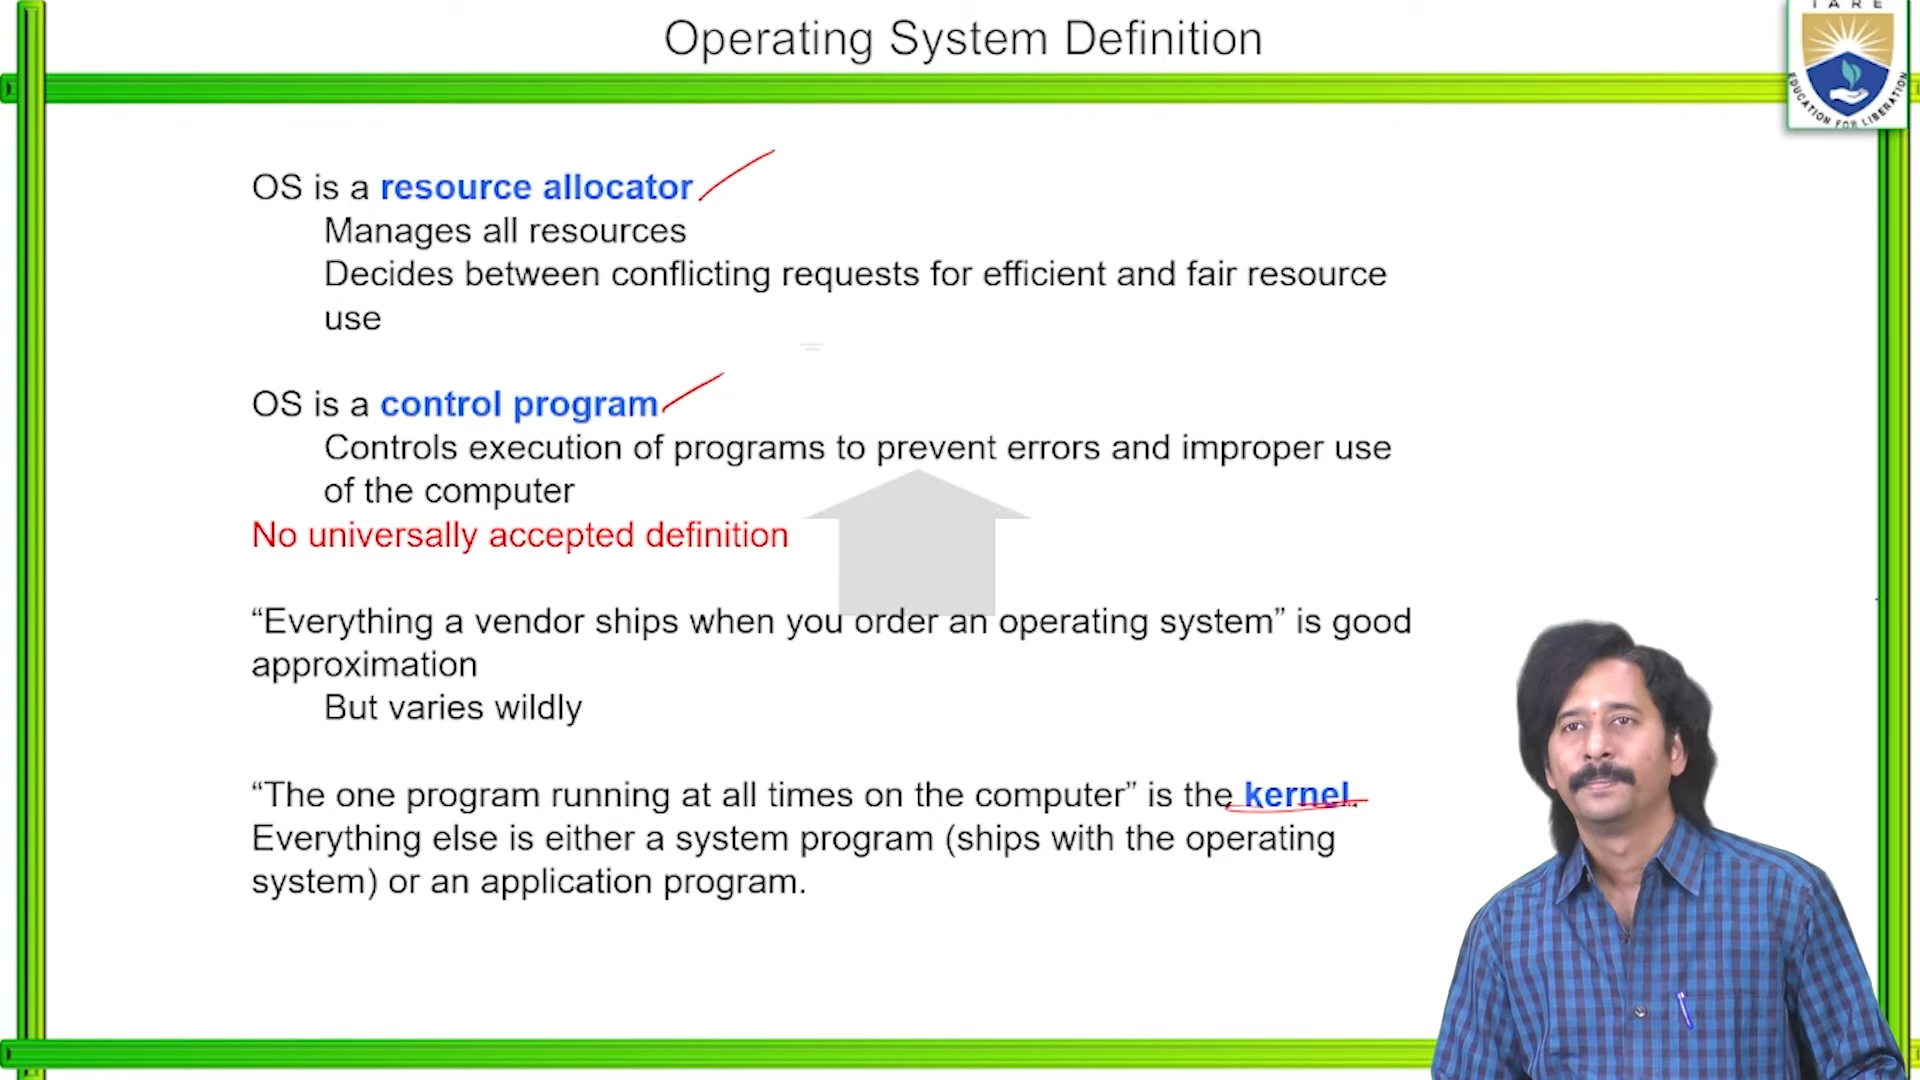 Operating System Definition
IARE
EDUCATION FOR LIBERATION
OS is a resource allocator
Manages all resources
Decides between conflicting requests for efficient and fair resource
use
OS is a control program
Controls execution of programs to prevent errors and improper use
of the computer
No universally accepted definition
“Everything a vendor ships when you order an operating system” is good
approximation
But varies wildly
“The one program running at all times on the computer” is the kernel.
Everything else is either a system program (ships with the operating
system) or an application program.